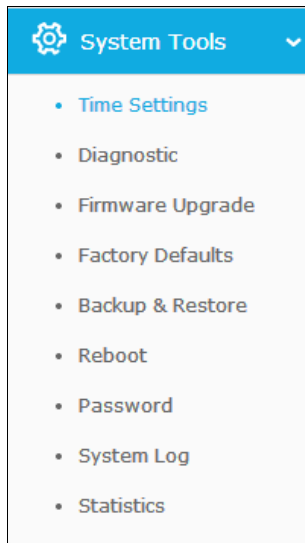 System Tools
Time Settings
Diagnostic
Firmware Upgrade
Factory Defaults
Backup & Restore
Reboot
Password
System Log
Statistics